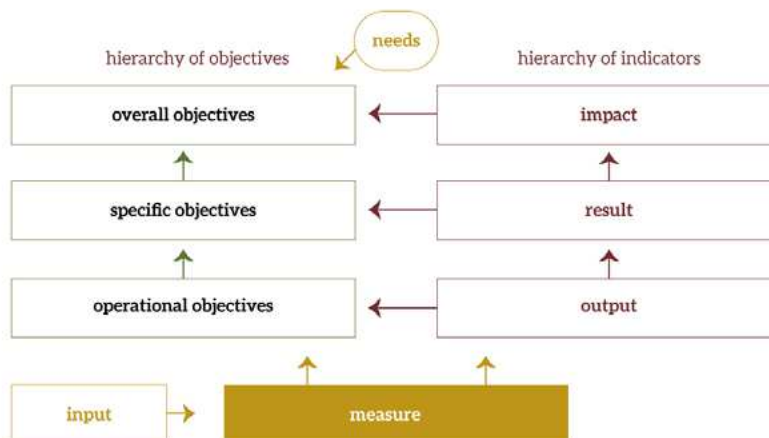 needs
hierarchy of objectives
hierarchy of indicators
overall objectives
impact
specific objectives
result
operational objectives
output
input
measure